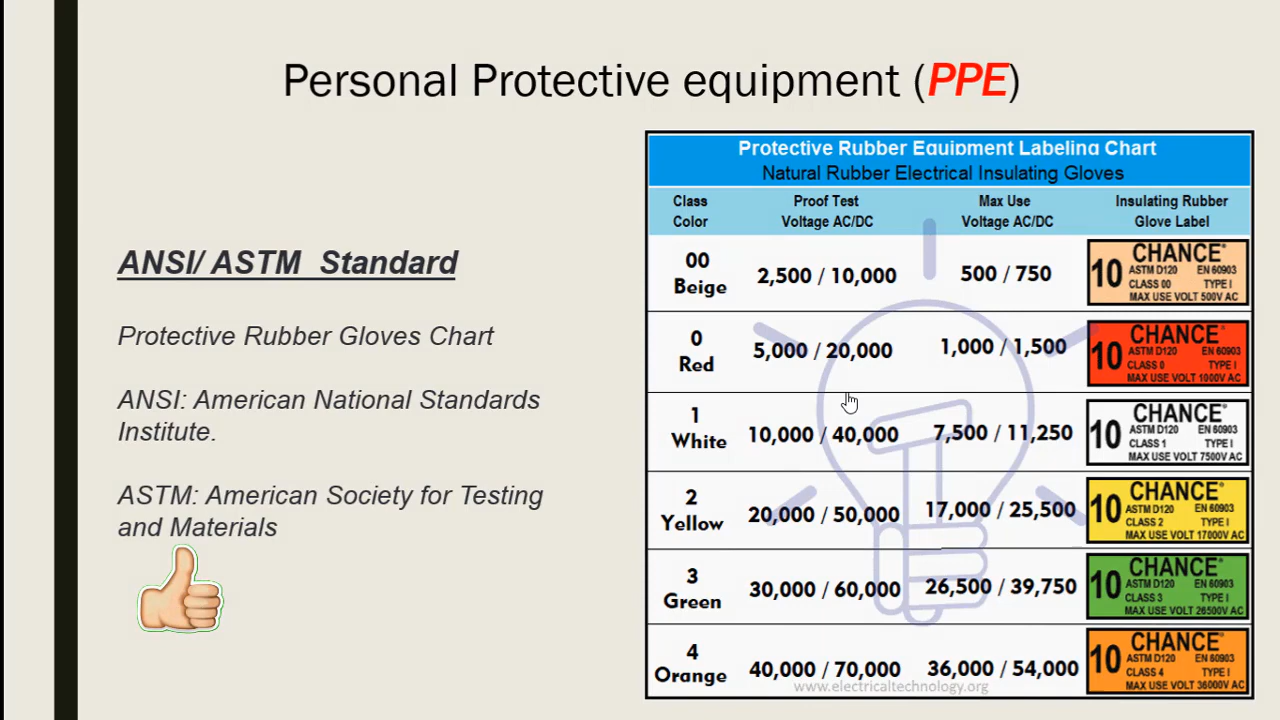 Personal Protective equipment (PPE)
ANSI/ ASTM Standard
Protective Rubber Gloves Chart
ANSI: American National Standards
Institute.
ASTM: American Society for Testing
and Materials
Protective Rubber Equipment Labeling Chart
Natural Rubber Electrical Insulating Gloves
Class Color Proof Test Voltage AC/DC Max Use Voltage AC/DC Insulating Rubber Glove Label
00 Beige 2,500 / 10,000 500 / 750
CHANCE®
10 ASTM D120 EN 60903
CLASS 00 TYPE I
MAX USE VOLT 500V AC
0 Red 5,000 / 20,000 1,000 / 1,500
CHANCE®
10 ASTM D120 EN 60903
CLASS 0 TYPE I
MAX USE VOLT 1000V AC
1 White 10,000 / 40,000 7,500 / 11,250
CHANCE®
10 ASTM D120 EN 60903
CLASS 1 TYPE I
MAX USE VOLT 7500V AC
2 Yellow 20,000 / 50,000 17,000 / 25,500
CHANCE®
10 ASTM D120 EN 60903
CLASS 2 TYPE I
MAX USE VOLT 17000V AC
3 Green 30,000 / 60,000 26,500 / 39,750
CHANCE®
10 ASTM D120 EN 60903
CLASS 3 TYPE I
MAX USE VOLT 26500V AC
4 Orange 40,000 / 70,000 36,000 / 54,000
CHANCE®
10 ASTM D120 EN 60903
CLASS 4 TYPE I
MAX USE VOLT 36000V AC
www.electricaltechnology.org